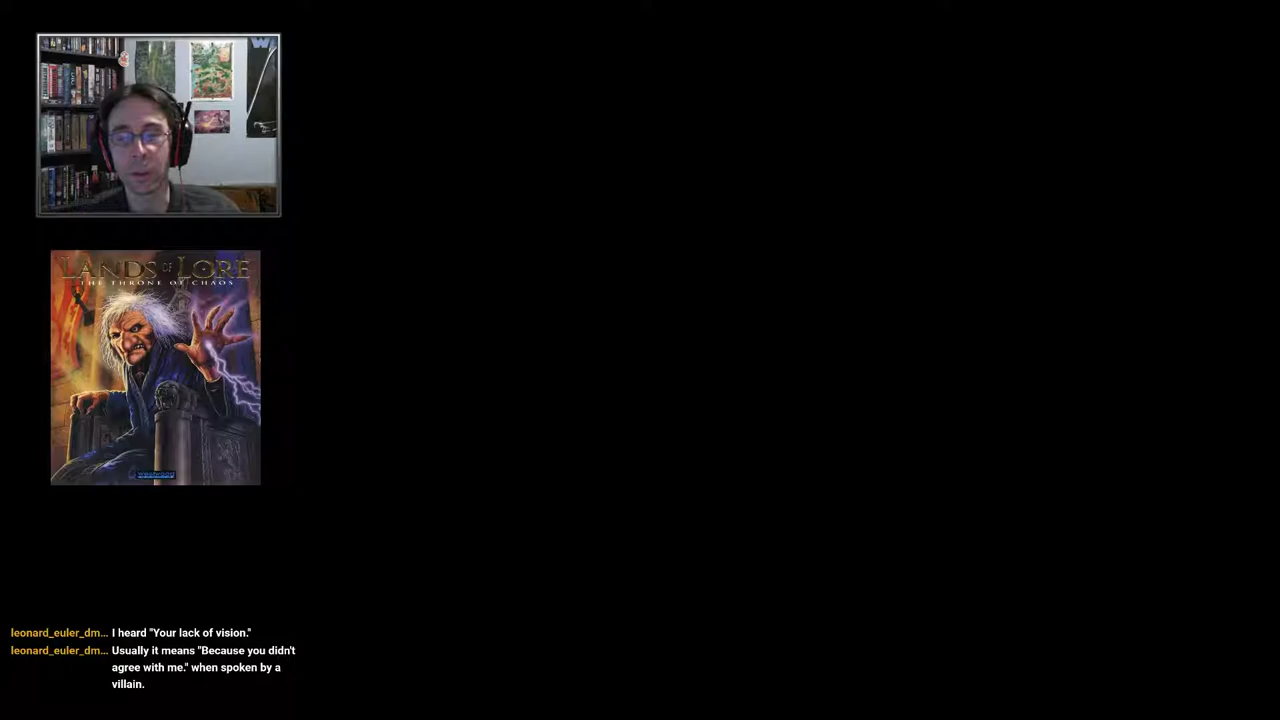 W
LANDS OF LORE
THE THRONE OF CHAOS
Westwood
leonard_euler_dm... I heard "Your lack of vision."
leonard_euler_dm... Usually it means "Because you didn't
agree with me." when spoken by a
villain.